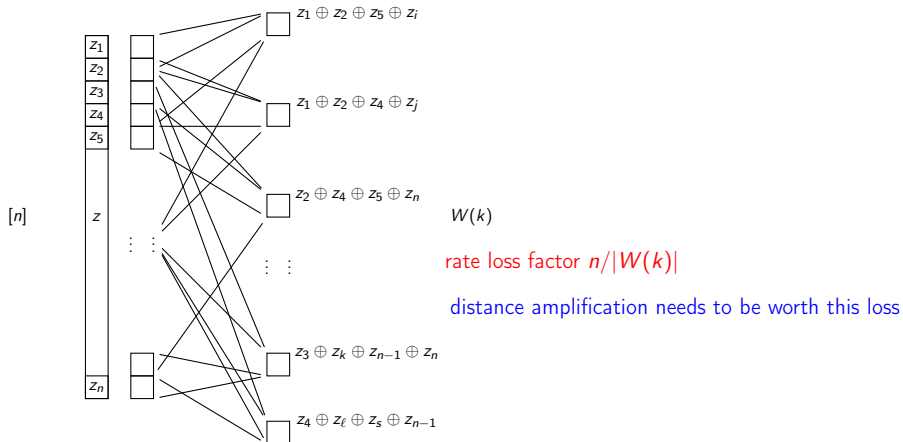 z₁ ⊕ z₂ ⊕ z₅ ⊕ zᵢ
z₁
z₂
z₃
z₁ ⊕ z₂ ⊕ z₄ ⊕ zⱼ
z₄
z₅
z₂ ⊕ z₄ ⊕ z₅ ⊕ zₙ
[n]
z
W(k)
⋮ ⋮
⋮ ⋮
rate loss factor n/|W(k)|
distance amplification needs to be worth this loss
z₃ ⊕ zₖ ⊕ zₙ₋₁ ⊕ zₙ
zₙ
z₄ ⊕ z_ℓ ⊕ zₛ ⊕ zₙ₋₁